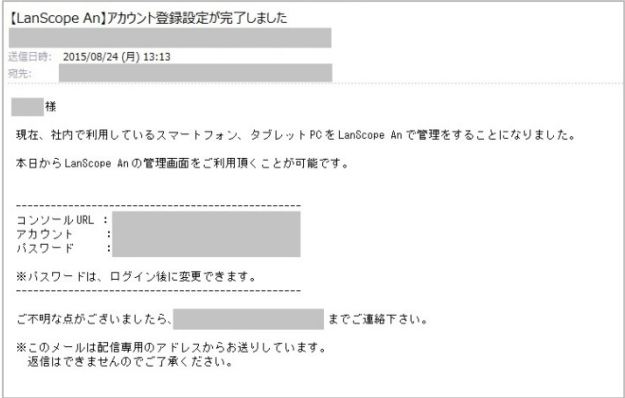 【LanScope An】アカウント登録設定が完了しました
送信日時: 2015/08/24 (月) 13:13
宛先:
様
現在、社内で利用しているスマートフォン、タブレットPCをLanScope Anで管理をすることになりました。
本日からLanScope Anの管理画面をご利用頂くことが可能です。
--------------------------------------------------
コンソールURL :
アカウント :
パスワード :
※パスワードは、ログイン後に変更できます。
--------------------------------------------------
ご不明な点がございましたら、 までご連絡下さい。
※このメールは配信専用のアドレスからお送りしています。
返信はできませんのでご了承ください。